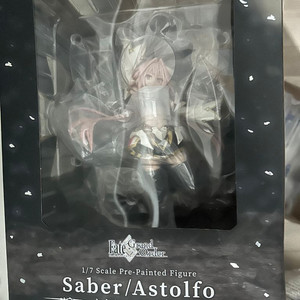 Fate Grand Order
1/7 Scale Pre-Painted Figure
Saber/Astolfo